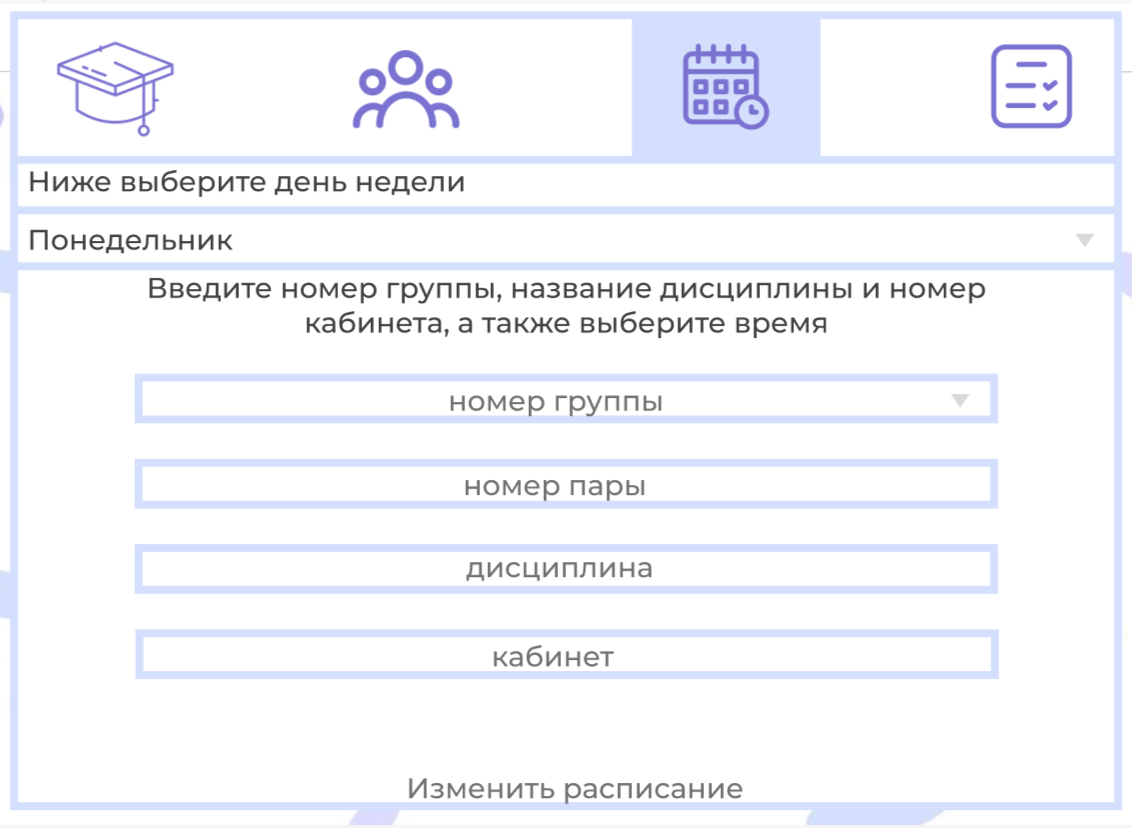 Ниже выберите день недели
Понедельник
Введите номер группы, название дисциплины и номер
кабинета, а также выберите время
номер группы
номер пары
дисциплина
кабинет
Изменить расписание